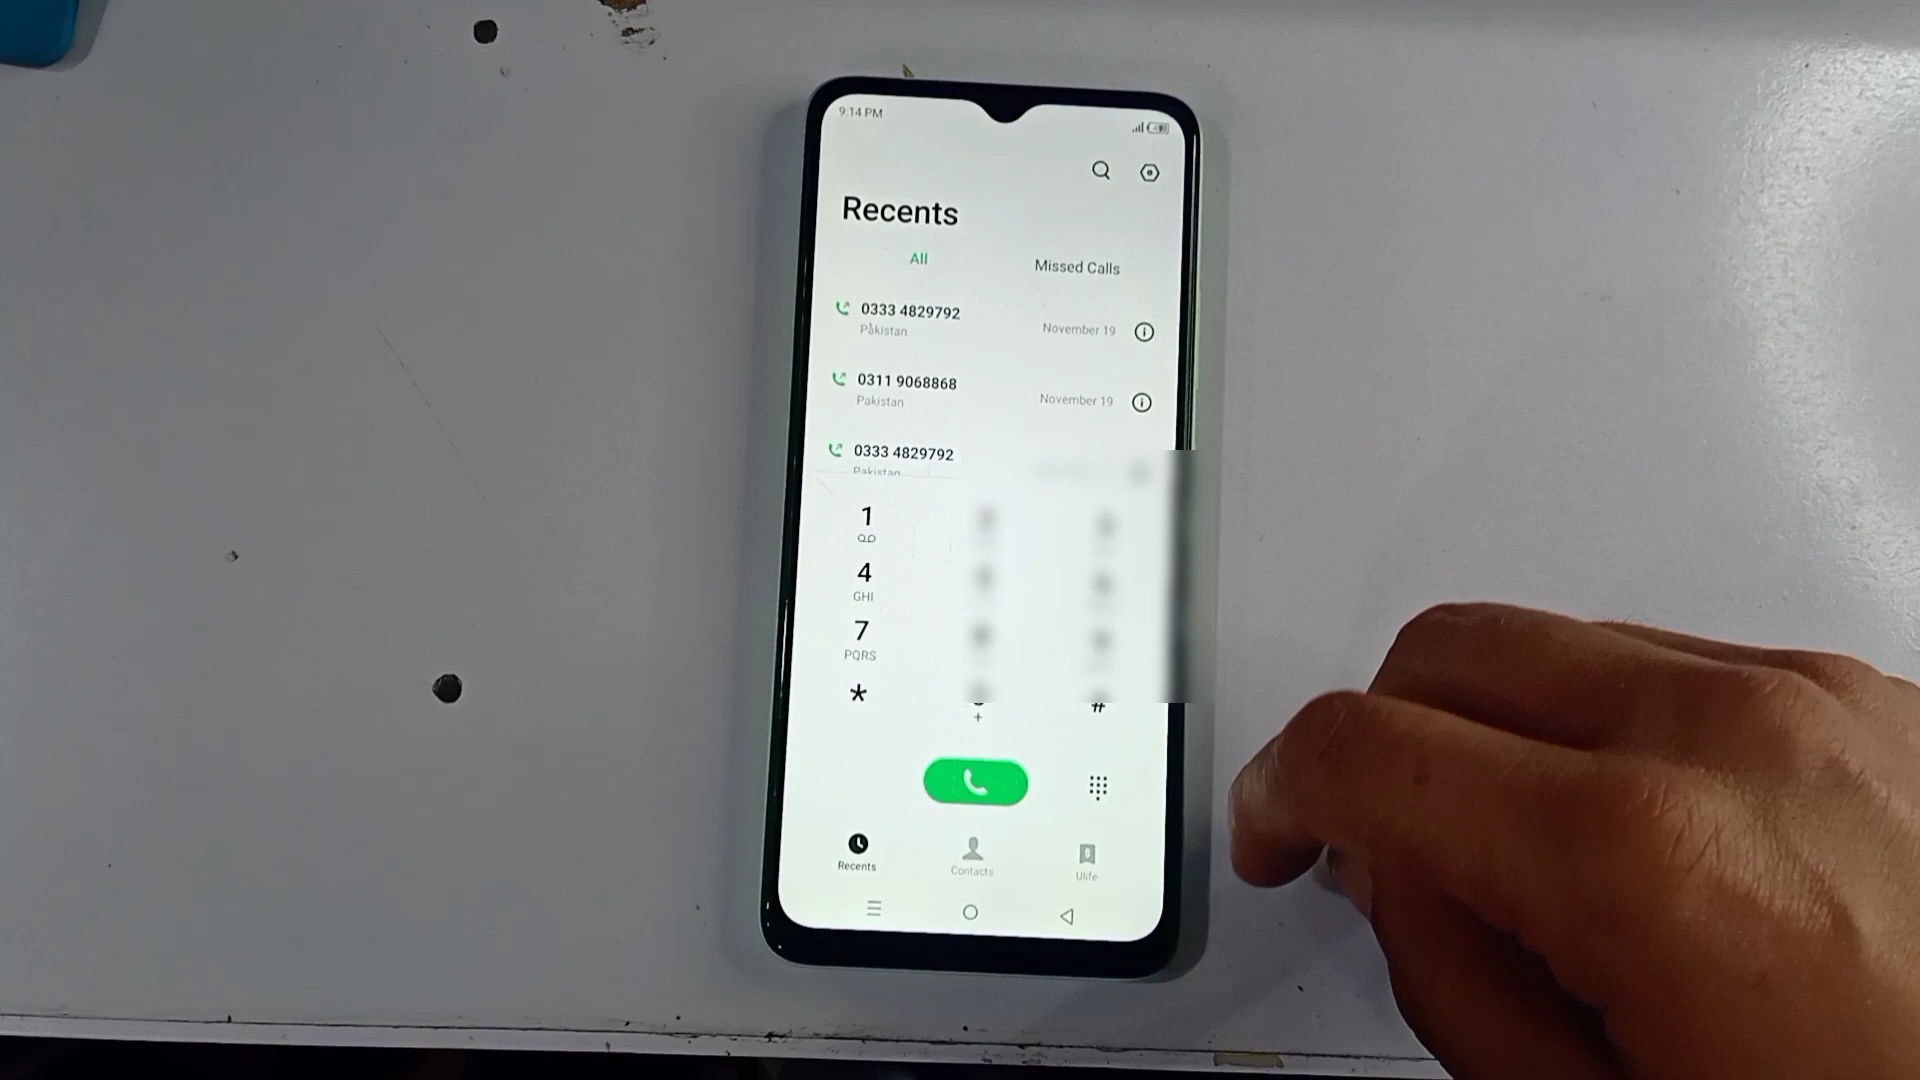 9:14 PM
Recents
All
Missed Calls
0333 4829792
Pakistan
November 19
0311 9068868
Pakistan
November 19
0333 4829792
Pakistan
1
4
GHI
7
PQRS
*
+
#
Recents
Contacts
Ulife